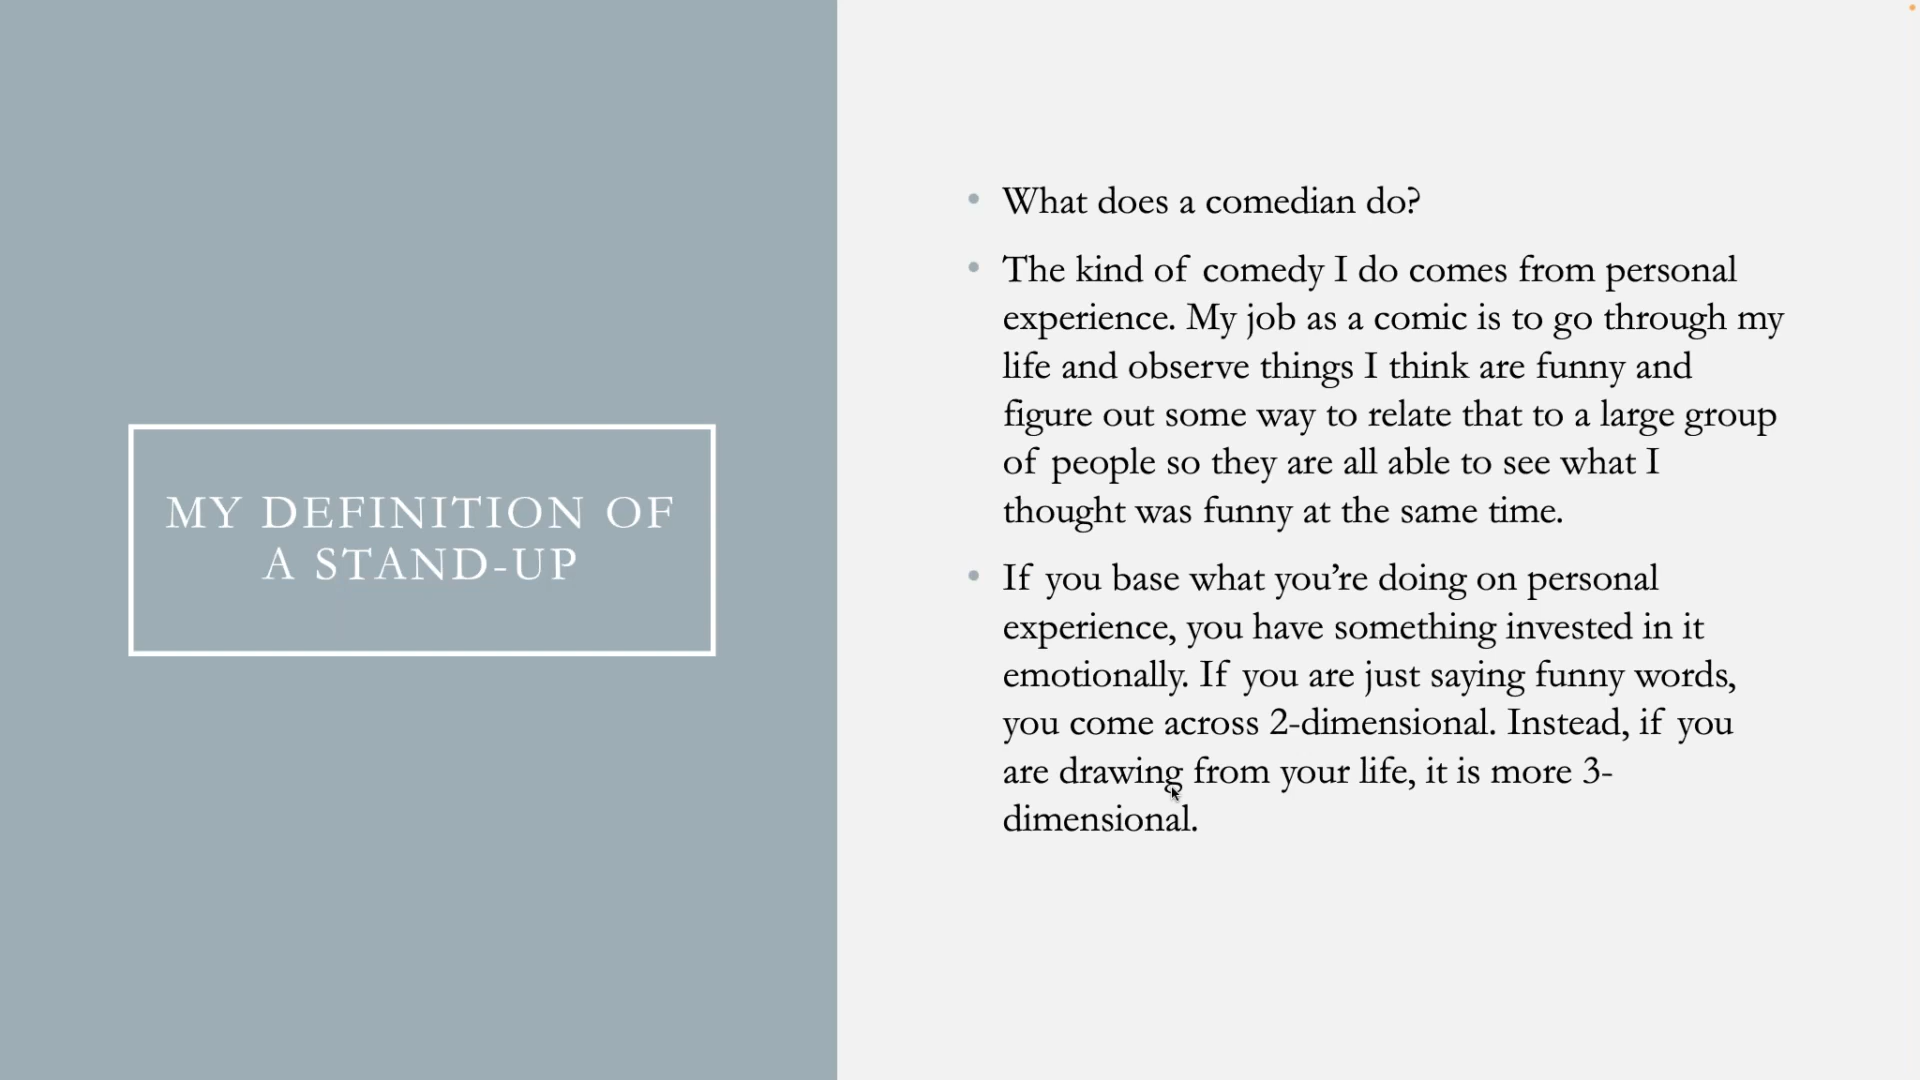 MY DEFINITION OF
A STAND-UP
What does a comedian do?
The kind of comedy I do comes from personal
experience. My job as a comic is to go through my
life and observe things I think are funny and
figure out some way to relate that to a large group
of people so they are all able to see what I
thought was funny at the same time.
If you base what you’re doing on personal
experience, you have something invested in it
emotionally. If you are just saying funny words,
you come across 2-dimensional. Instead, if you
are drawing from your life, it is more 3-
dimensional.